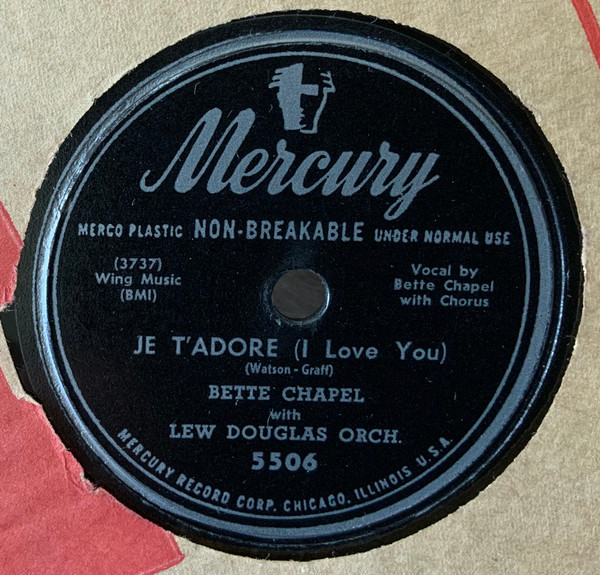 Mercury
MERCO PLASTIC NON-BREAKABLE UNDER NORMAL USE
(3737)
Wing Music
(BMI)
Vocal by
Bette Chapel
with Chorus
JE T'ADORE (I Love You)
(Watson - Graff)
BETTE CHAPEL
with
LEW DOUGLAS ORCH.
5506
MERCURY RECORD CORP. CHICAGO, ILLINOIS U.S.A.